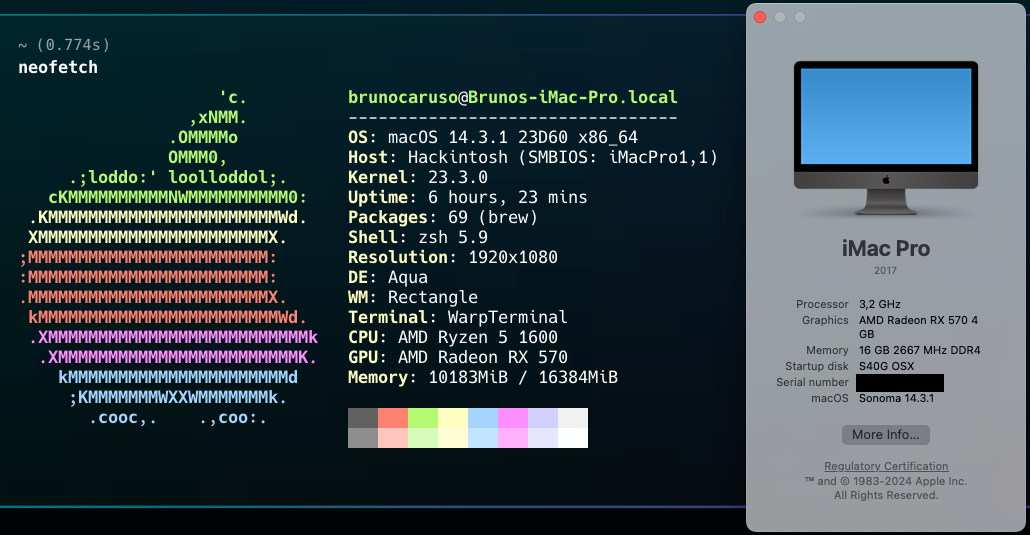 ~ (0.774s)
neofetch
                    'c.
                 ,xNMM.
               .OMMMMo
               OMMM0,
     .;loddo:' loolloddol;.
   cKMMMMMMMMMMNWMMMMMMMMMM0:
 .KMMMMMMMMMMMMMMMMMMMMMMMWd.
 XMMMMMMMMMMMMMMMMMMMMMMMX.
;MMMMMMMMMMMMMMMMMMMMMMMM:
:MMMMMMMMMMMMMMMMMMMMMMMM:
.MMMMMMMMMMMMMMMMMMMMMMMMX.
 kMMMMMMMMMMMMMMMMMMMMMMMMWd.
 .XMMMMMMMMMMMMMMMMMMMMMMMMMMk
  .XMMMMMMMMMMMMMMMMMMMMMMMMK.
    kMMMMMMMMMMMMMMMMMMMMMMd
     ;KMMMMMMMWXXWMMMMMMMk.
       .cooc,.    .,coo:.
brunocaruso@Brunos-iMac-Pro.local
---------------------------------
OS: macOS 14.3.1 23D60 x86_64
Host: Hackintosh (SMBIOS: iMacPro1,1)
Kernel: 23.3.0
Uptime: 6 hours, 23 mins
Packages: 69 (brew)
Shell: zsh 5.9
Resolution: 1920x1080
DE: Aqua
WM: Rectangle
Terminal: WarpTerminal
CPU: AMD Ryzen 5 1600
GPU: AMD Radeon RX 570
Memory: 10183MiB / 16384MiB
iMac Pro
2017
Processor 3,2 GHz
Graphics AMD Radeon RX 570 4
GB
Memory 16 GB 2667 MHz DDR4
Startup disk S40G OSX
Serial number
macOS Sonoma 14.3.1
More Info...
Regulatory Certification
™ and © 1983-2024 Apple Inc.
All Rights Reserved.